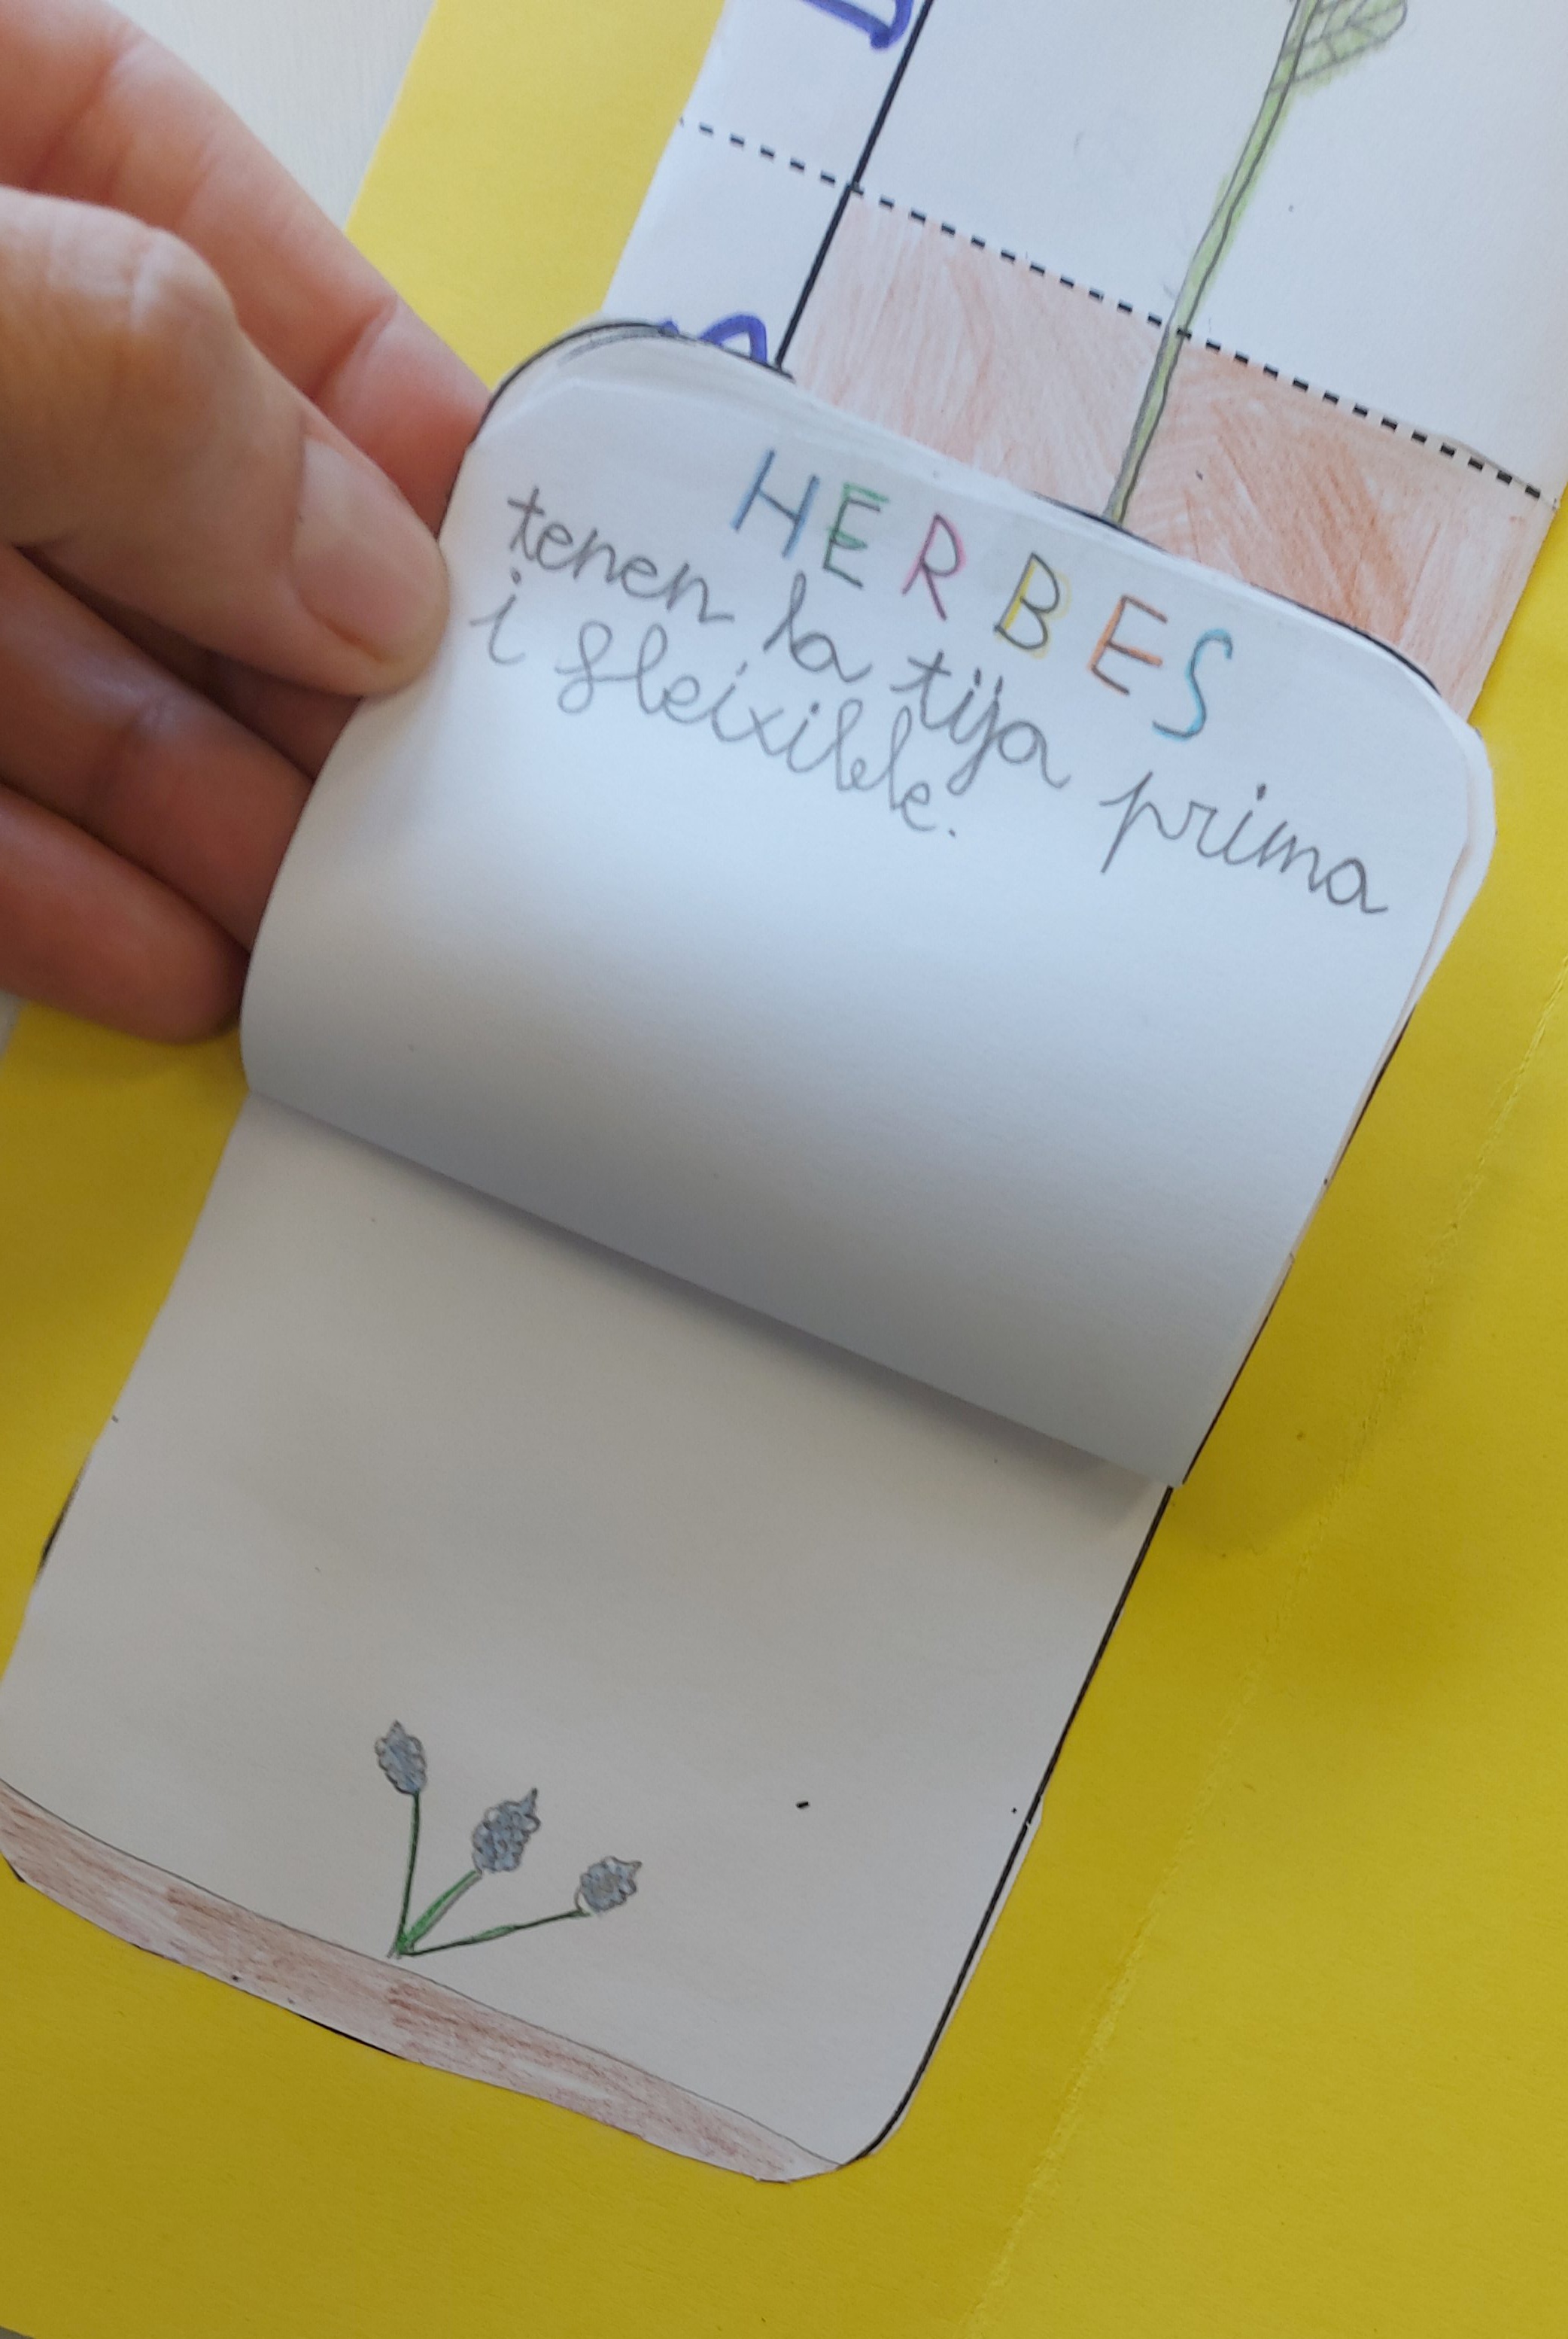 HERBES
tenen la tija prima
i fleixible.